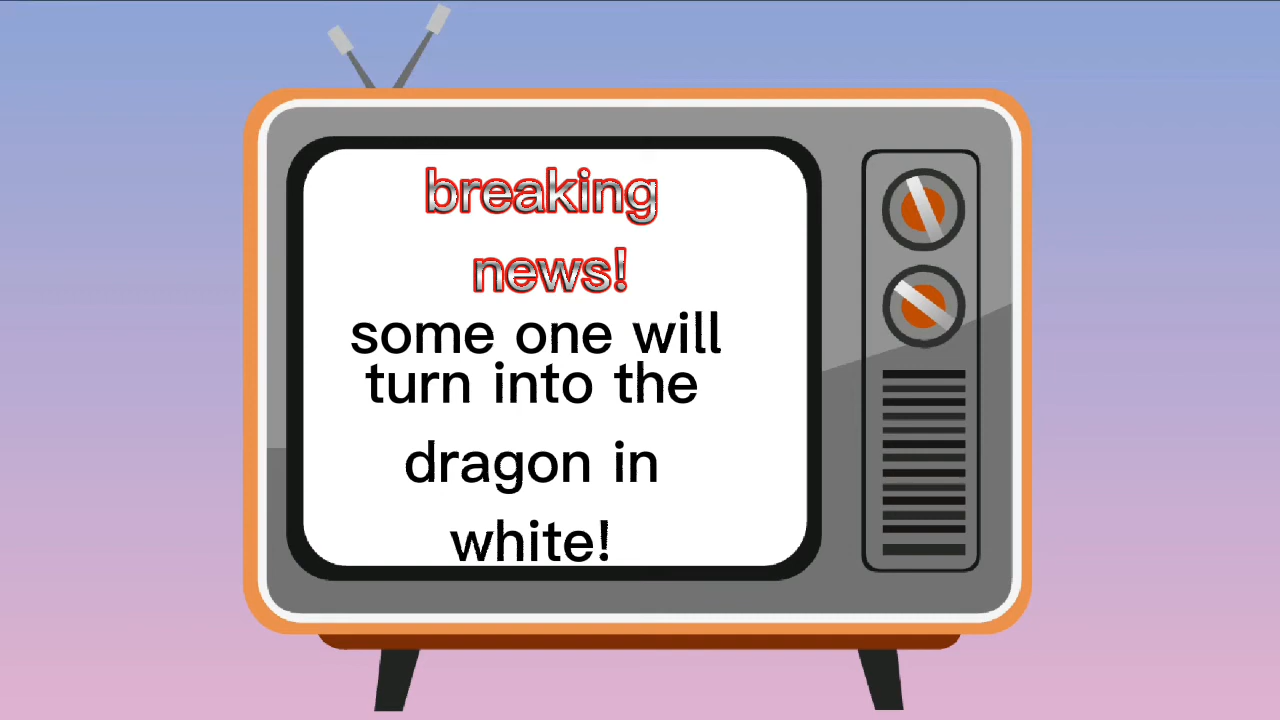 breaking
news!
some one will
turn into the
dragon in
white!